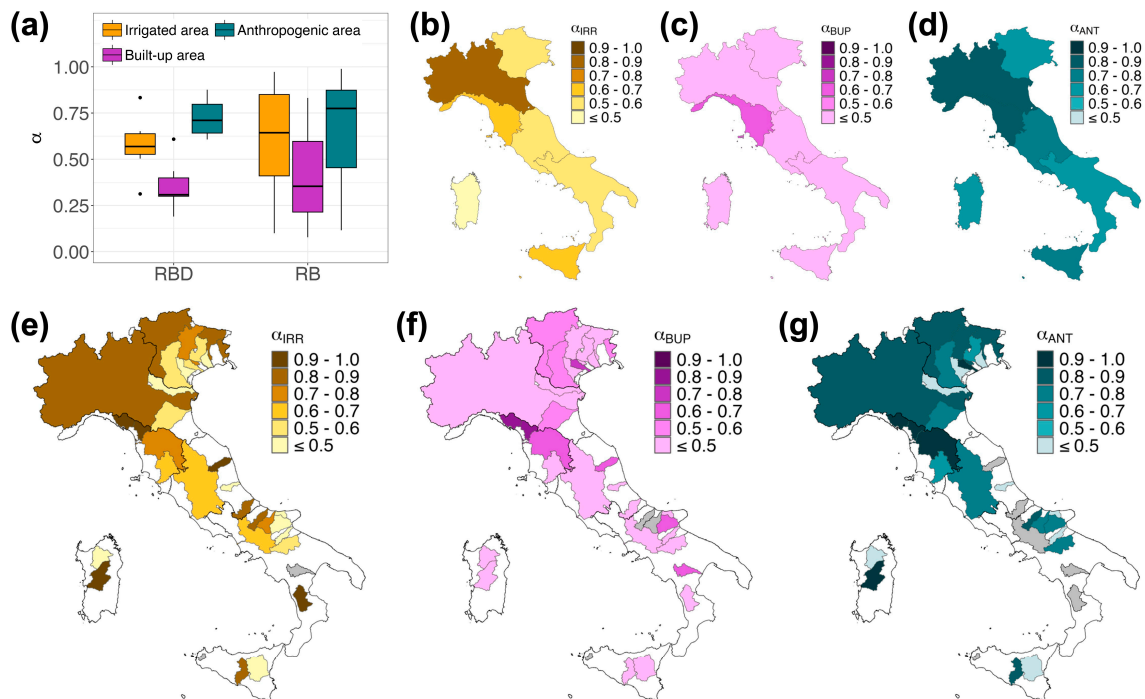 (a)
Irrigated area
Anthropogenic area
Built-up area
1.00
0.75
0.50
0.25
0.00
α
RBD
RB
(b)
αIRR
0.9 - 1.0
0.8 - 0.9
0.7 - 0.8
0.6 - 0.7
0.5 - 0.6
≤ 0.5
(c)
αBUP
0.9 - 1.0
0.8 - 0.9
0.7 - 0.8
0.6 - 0.7
0.5 - 0.6
≤ 0.5
(d)
αANT
0.9 - 1.0
0.8 - 0.9
0.7 - 0.8
0.6 - 0.7
0.5 - 0.6
≤ 0.5
(e)
αIRR
0.9 - 1.0
0.8 - 0.9
0.7 - 0.8
0.6 - 0.7
0.5 - 0.6
≤ 0.5
(f)
αBUP
0.9 - 1.0
0.8 - 0.9
0.7 - 0.8
0.6 - 0.7
0.5 - 0.6
≤ 0.5
(g)
αANT
0.9 - 1.0
0.8 - 0.9
0.7 - 0.8
0.6 - 0.7
0.5 - 0.6
≤ 0.5